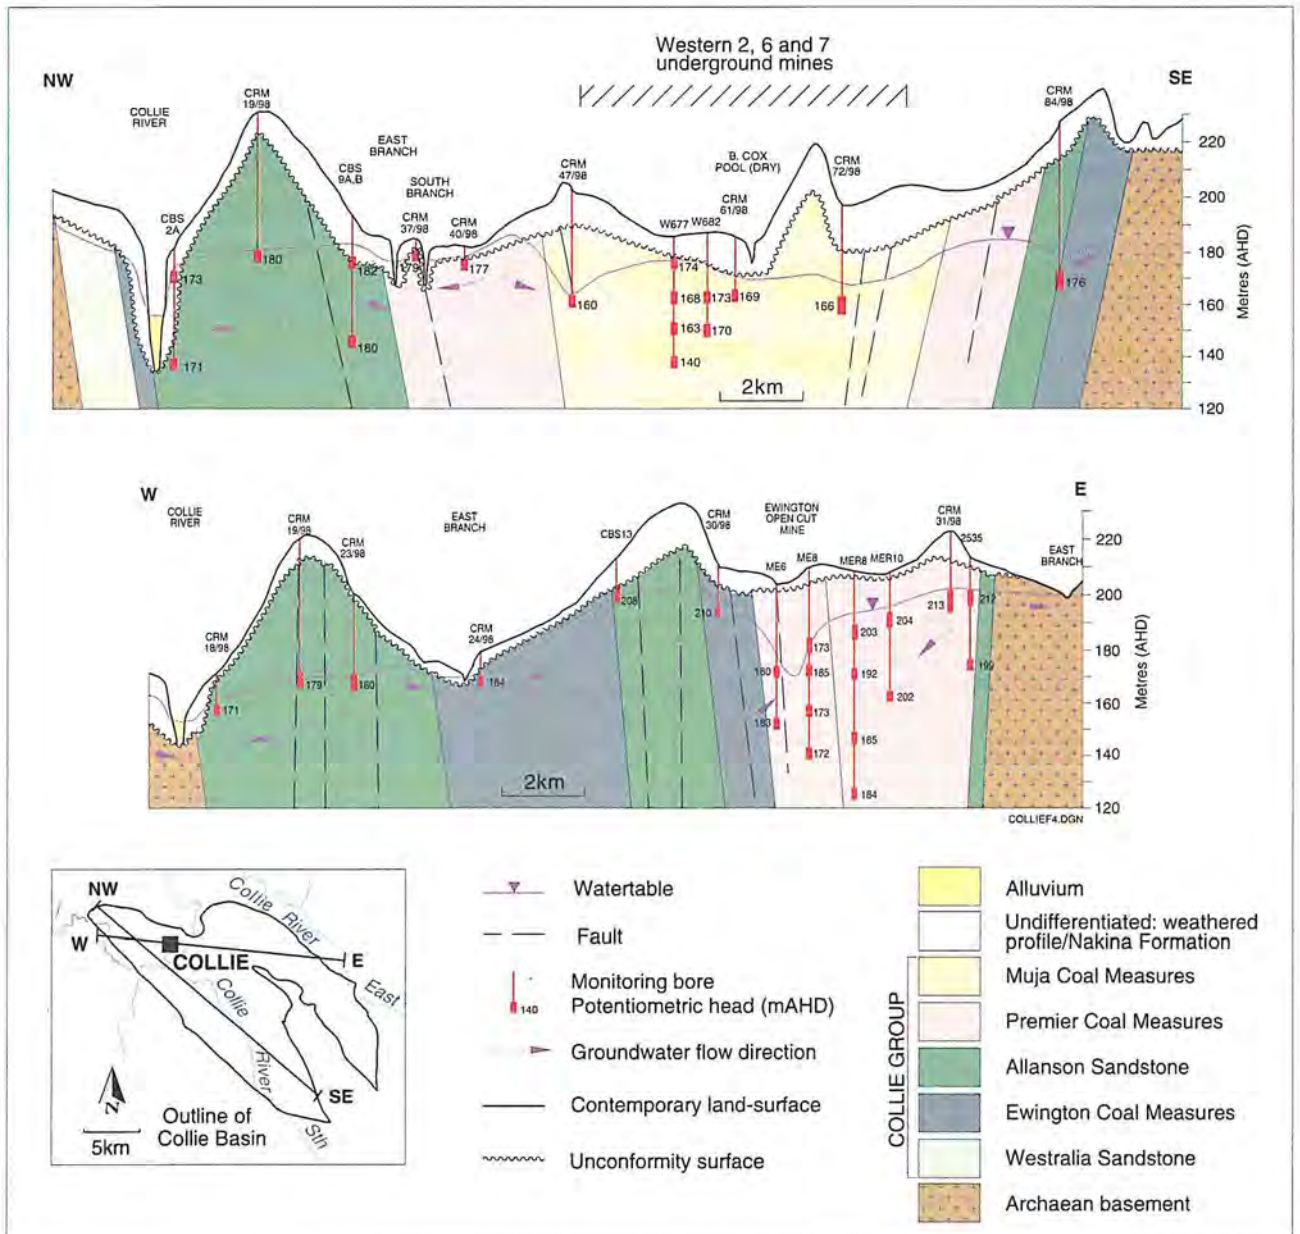 Western 2, 6 and 7
underground mines
NW
SE
COLLIE
RIVER
CRM
19/98
EAST
BRANCH
CBS
9A,B
SOUTH
BRANCH
CBS
2A
CRM
37/98
CRM
40/98
CRM
47/98
W677
W682
CRM
61/98
B. COX
POOL (DRY)
CRM
72/98
CRM
84/98
173
171
180
182
180
179
177
160
174
168
163
140
173
170
169
166
176
2km
220
200
180
160
140
120
Metres (AHD)
W
E
COLLIE
RIVER
CRM
18/98
CRM
19/98
CRM
23/98
EAST
BRANCH
CRM
24/98
CBS13
CRM
30/98
EWINGTON
OPEN CUT
MINE
ME6
ME8
MER8
MER10
CRM
31/98
2535
EAST
BRANCH
171
179
180
184
208
210
180
183
173
185
173
172
203
192
185
184
204
202
213
212
199
2km
220
200
180
160
140
120
Metres (AHD)
COLLIEF4.DGN
NW
W
COLLIE
E
SE
Collie River
East
Collie River Sth
N
5km
Outline of
Collie Basin
Watertable
Fault
Monitoring bore
140 Potentiometric head (mAHD)
Groundwater flow direction
Contemporary land-surface
Unconformity surface
Alluvium
Undifferentiated: weathered
profile/Nakina Formation
COLLIE GROUP
Muja Coal Measures
Premier Coal Measures
Allanson Sandstone
Ewington Coal Measures
Westralia Sandstone
Archaean basement